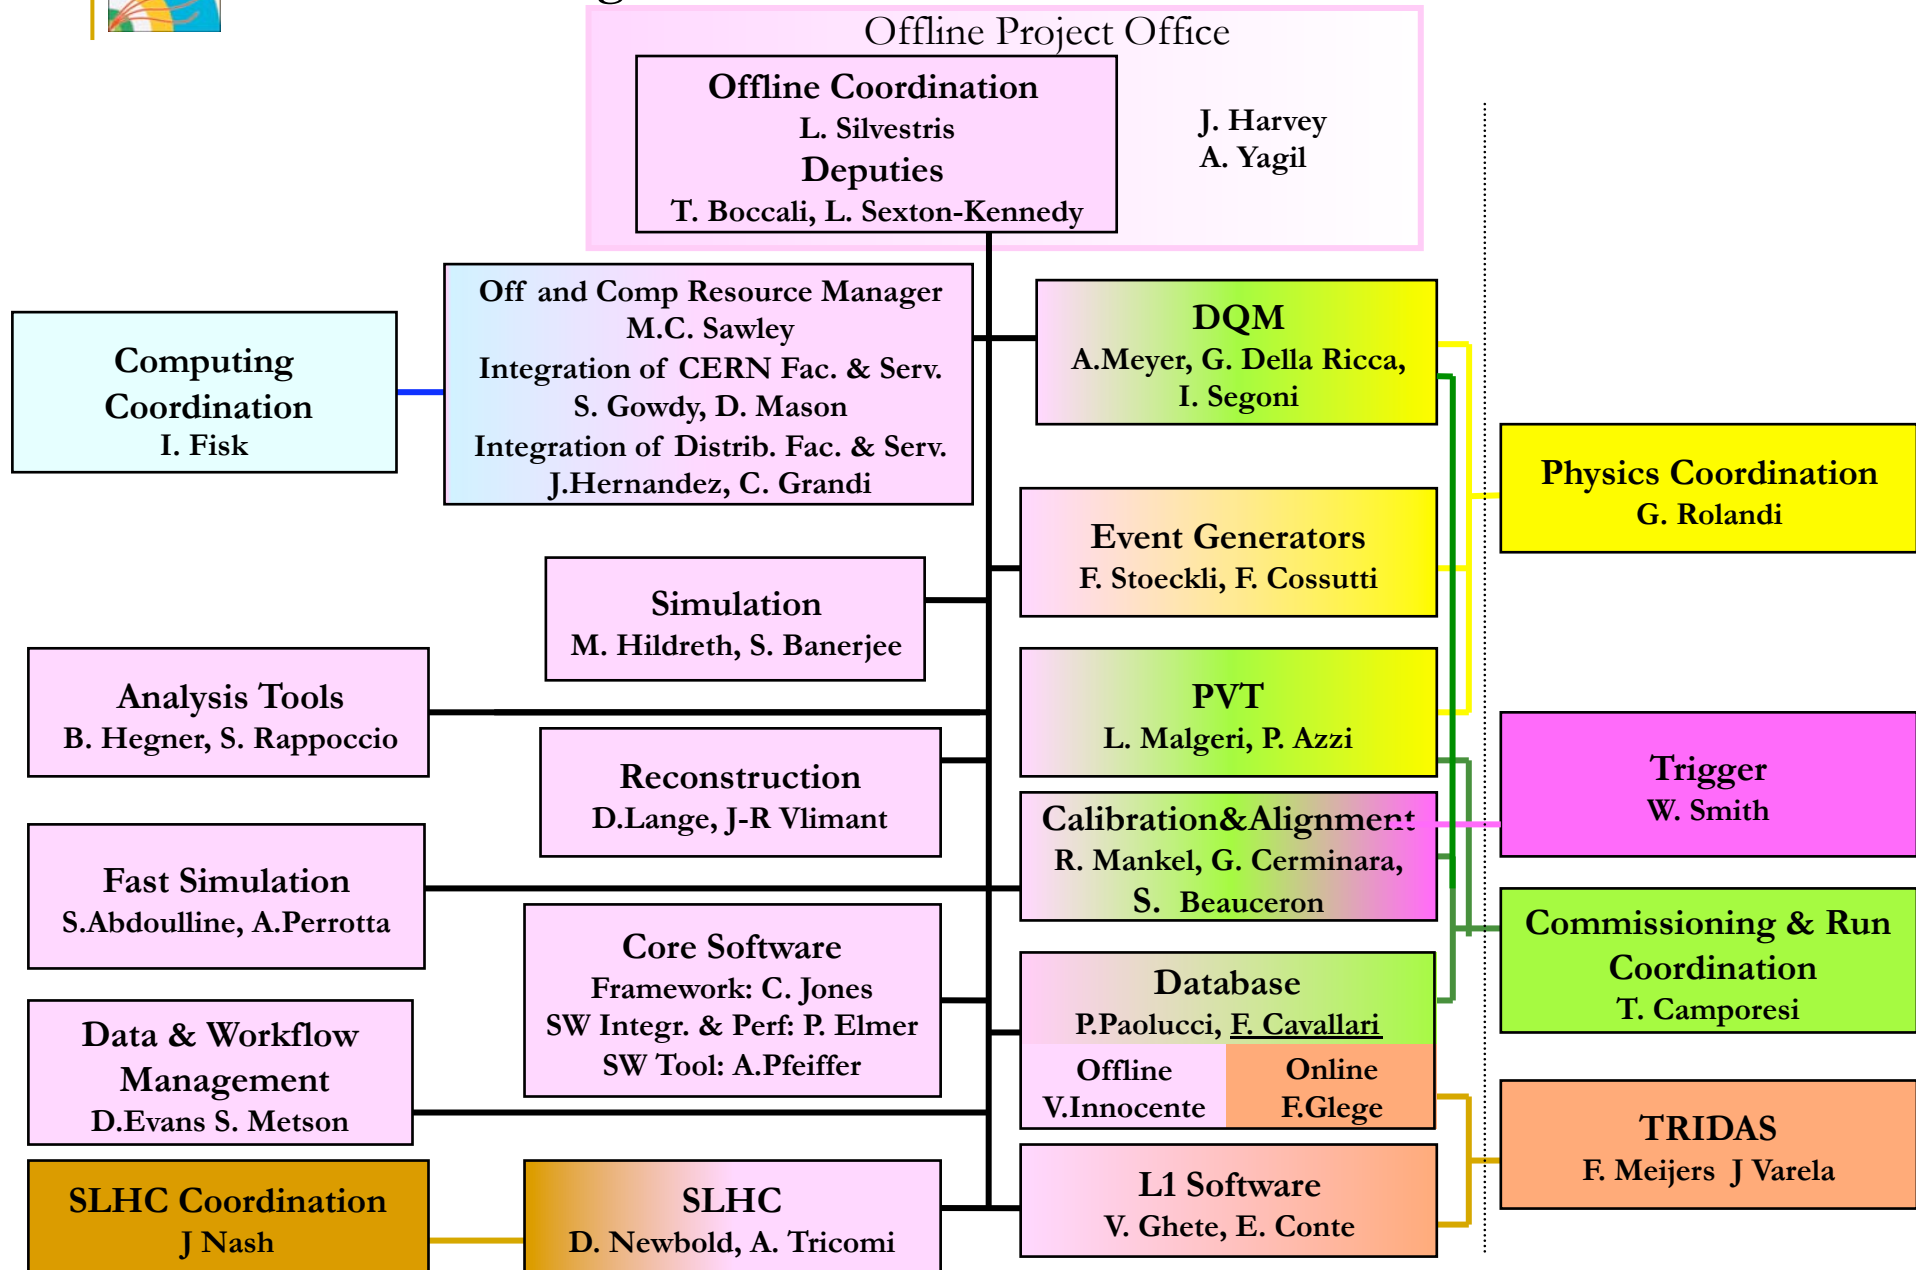 Offline Project Office
Offline Coordination
L. Silvestris
Deputies
T. Boccali, L. Sexton-Kennedy
J. Harvey
A. Yagil
Off and Comp Resource Manager
M.C. Sawley
Integration of CERN Fac. & Serv.
S. Gowdy, D. Mason
Integration of Distrib. Fac. & Serv.
J.Hernandez, C. Grandi
Computing
Coordination
I. Fisk
DQM
A.Meyer, G. Della Ricca,
I. Segoni
Physics Coordination
G. Rolandi
Event Generators
F. Stoeckli, F. Cossutti
Simulation
M. Hildreth, S. Banerjee
Analysis Tools
B. Hegner, S. Rappoccio
PVT
L. Malgeri, P. Azzi
Reconstruction
D.Lange, J-R Vlimant
Trigger
W. Smith
Calibration&Alignment
R. Mankel, G. Cerminara,
S. Beauceron
Fast Simulation
S.Abdoulline, A.Perrotta
Core Software
Framework: C. Jones
SW Integr. & Perf: P. Elmer
SW Tool: A.Pfeiffer
Commissioning & Run
Coordination
T. Camporesi
Database
P.Paolucci, F. Cavallari
Offline
V.Innocente
Online
F.Glege
Data & Workflow
Management
D.Evans S. Metson
TRIDAS
F. Meijers J Varela
SLHC Coordination
J Nash
SLHC
D. Newbold, A. Tricomi
L1 Software
V. Ghete, E. Conte